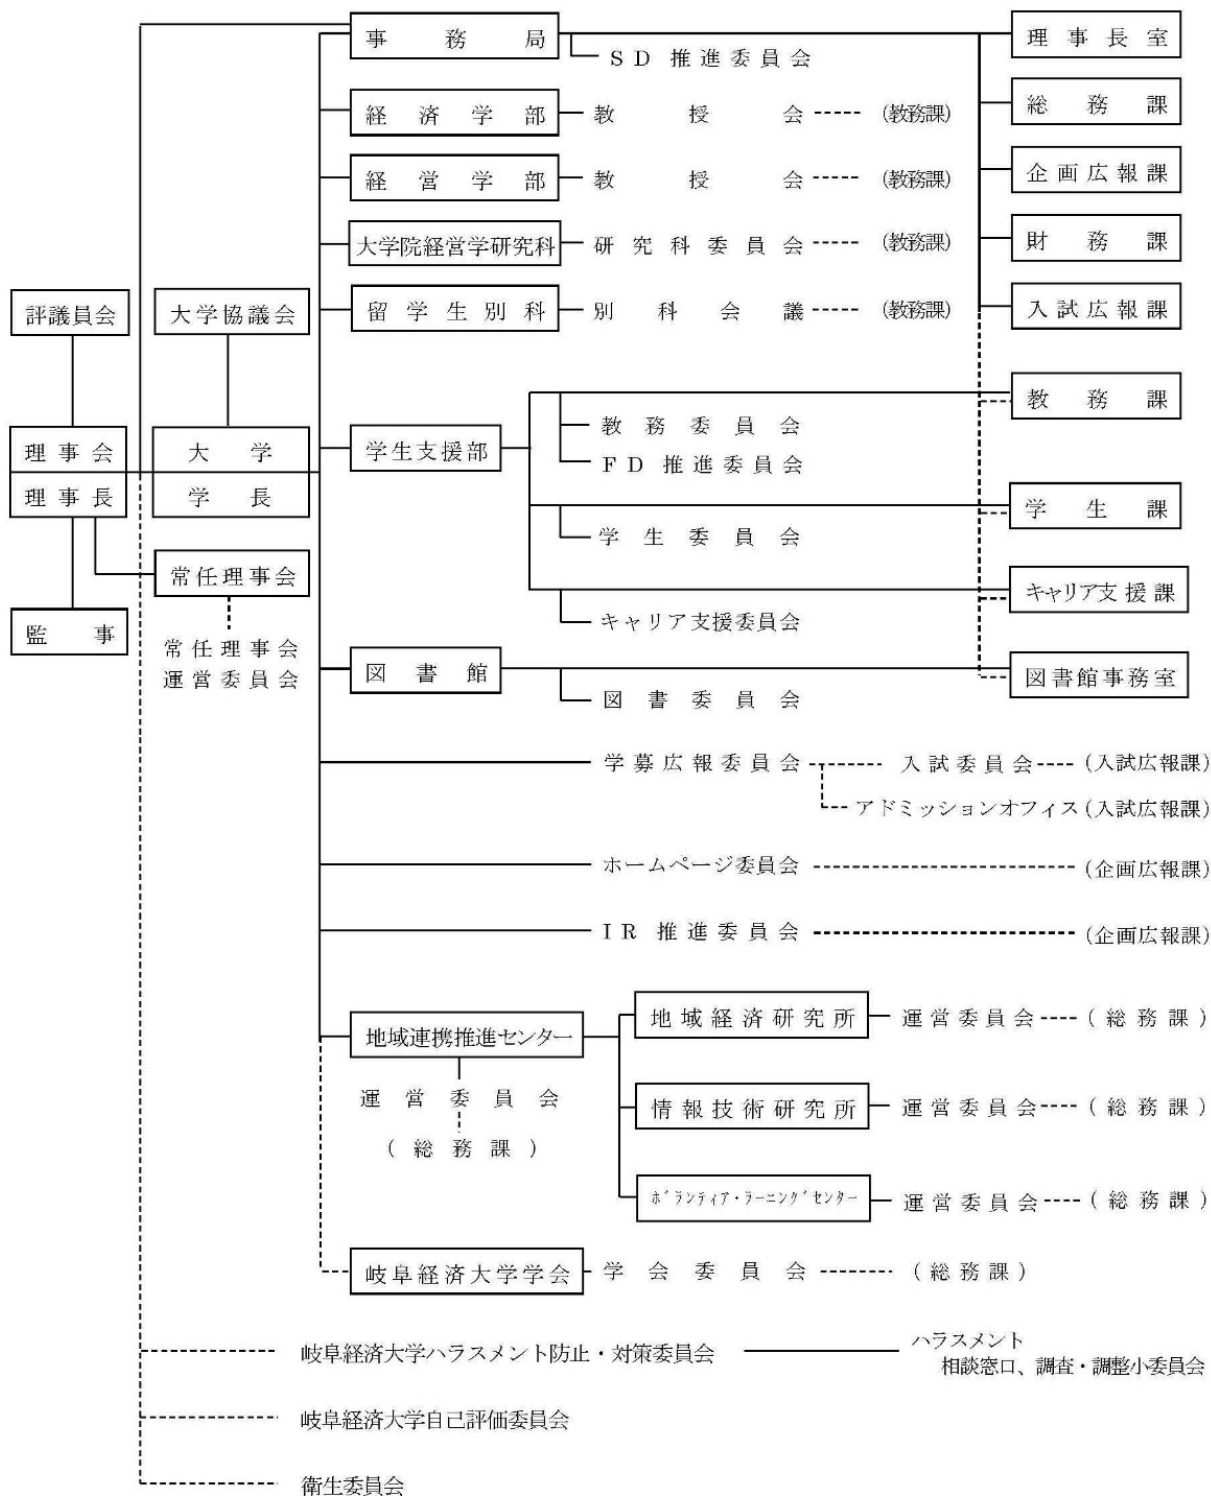 事務局
理事長室
SD 推進委員会
総務課
経済学部
教授会
(教務課)
企画広報課
経営学部
教授会
(教務課)
大学院経営学研究科
研究科委員会
(教務課)
財務課
評議員会
大学協議会
留学生別科
別科会議
(教務課)
入試広報課
教務課
理事会
大学
学生支援部
教務委員会
FD 推進委員会
理事長
学長
学生課
学生委員会
常任理事会
キャリア支援課
監事
キャリア支援委員会
常任理事会
運営委員会
図書館
図書館事務室
図書委員会
学募広報委員会
入試委員会
(入試広報課)
アドミッションオフィス(入試広報課)
ホームページ委員会
(企画広報課)
IR 推進委員会
(企画広報課)
地域経済研究所
運営委員会
(総務課)
地域連携推進センター
運営委員会
(総務課)
情報技術研究所
運営委員会
(総務課)
ボランティア・ラーニングセンター
運営委員会
(総務課)
岐阜経済大学学会
学会委員会
(総務課)
岐阜経済大学ハラスメント防止・対策委員会
ハラスメント
相談窓口、調査・調整小委員会
岐阜経済大学自己評価委員会
衛生委員会